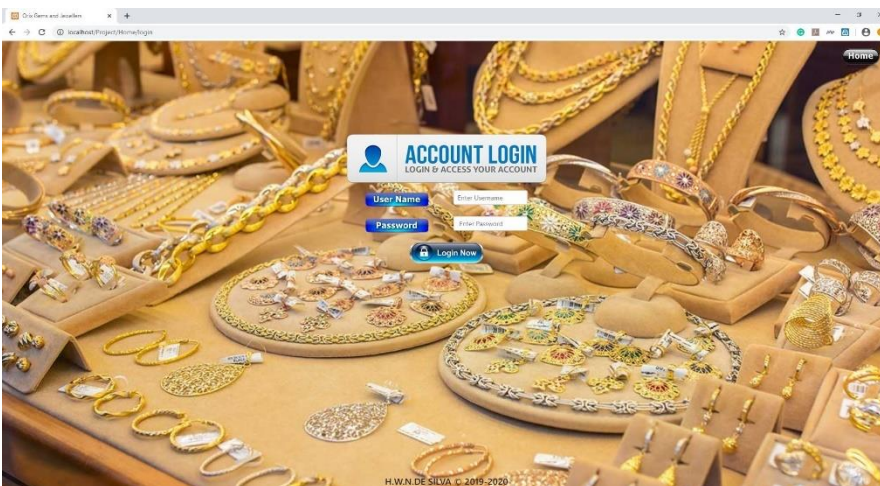 Orix Gems and Jewellers
localhost/Project/Home/login
Home
ACCOUNT LOGIN
LOGIN & ACCESS YOUR ACCOUNT
User Name
Enter Username
Password
Enter Password
Login Now
H.W.N.DE SILVA © 2019-2020